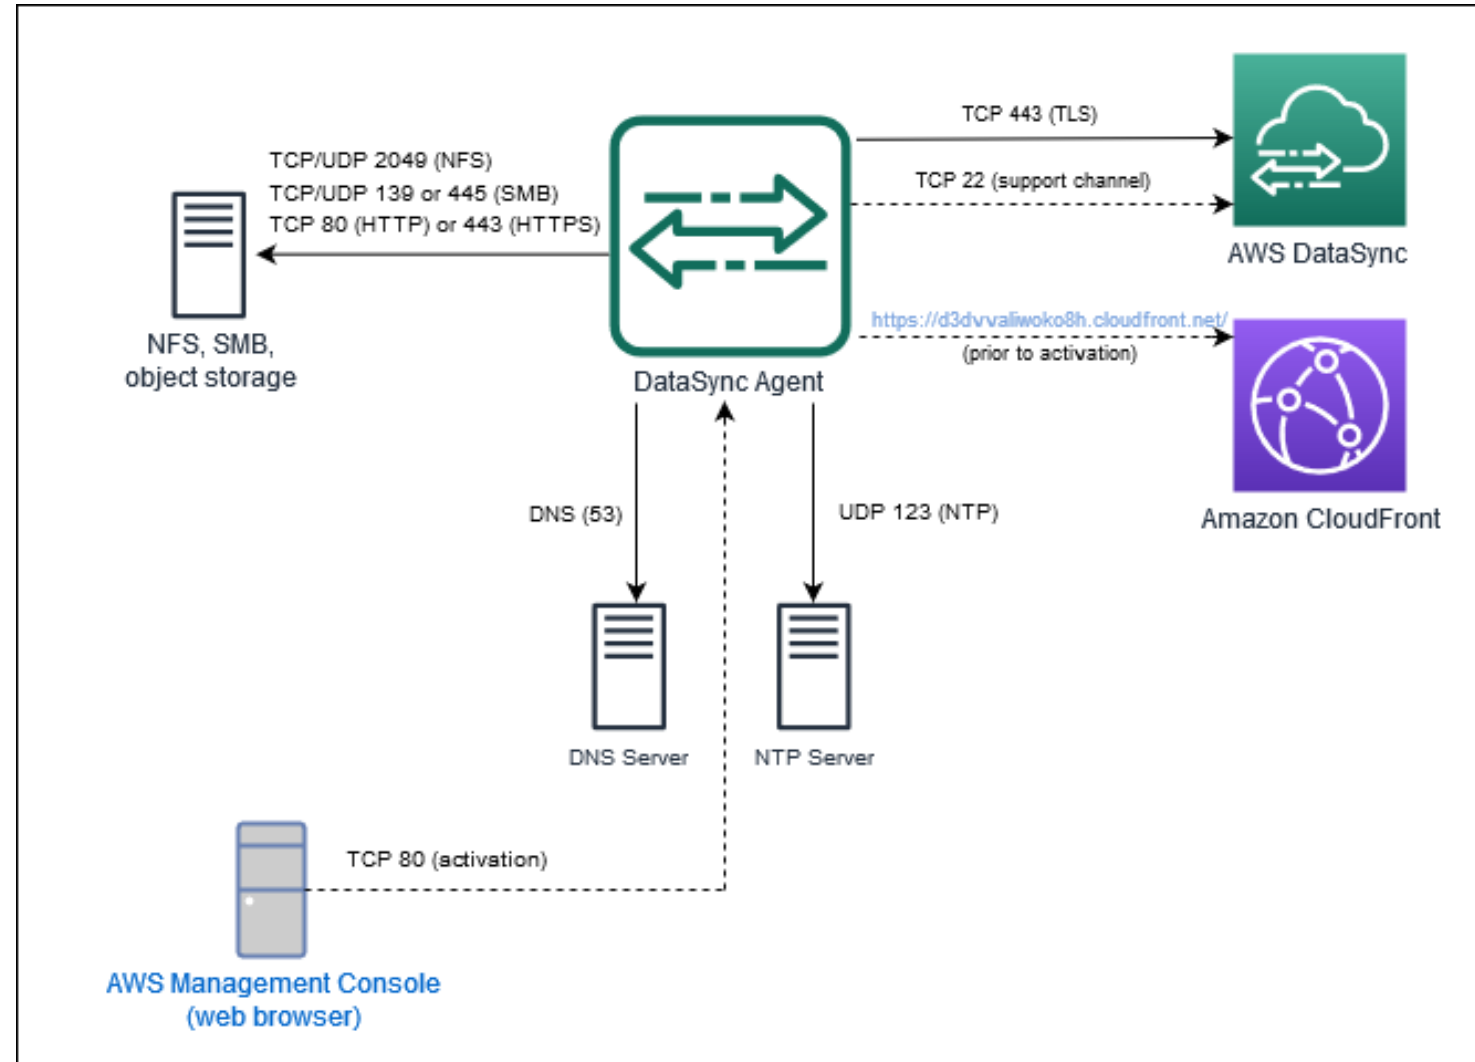 TCP 443 (TLS)
TCP/UDP 2049 (NFS)
TCP/UDP 139 or 445 (SMB)
TCP 80 (HTTP) or 443 (HTTPS)
TCP 22 (support channel)
AWS DataSync
https://d3dvvaliwoko8h.cloudfront.net/
(prior to activation)
NFS, SMB,
object storage
DataSync Agent
Amazon CloudFront
DNS (53)
UDP 123 (NTP)
DNS Server
NTP Server
TCP 80 (activation)
AWS Management Console
(web browser)